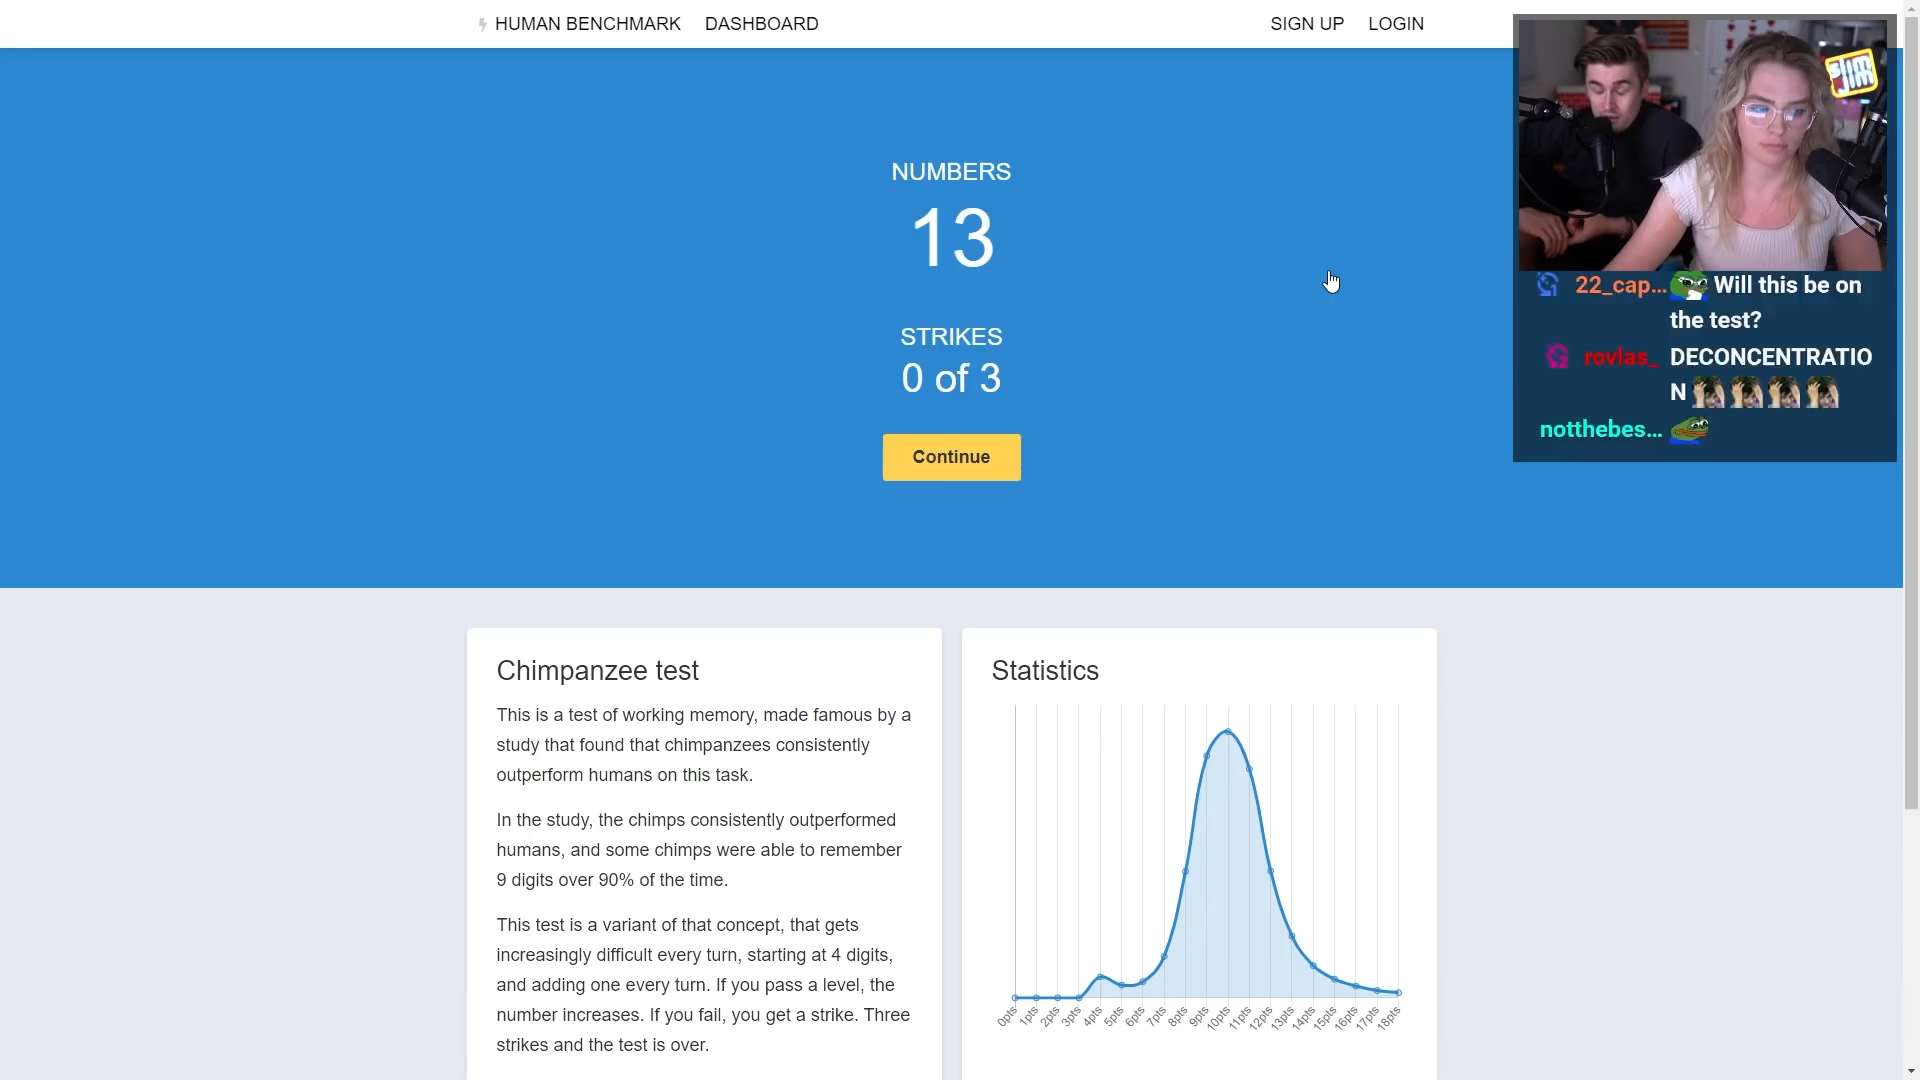 HUMAN BENCHMARK DASHBOARD SIGN UP LOGIN
slim
jim
NUMBERS
13
STRIKES
0 of 3
Continue
22_cap... Will this be on
the test?
rovlas_ DECONCENTRATIO
N
notthebes...
Chimpanzee test
This is a test of working memory, made famous by a
study that found that chimpanzees consistently
outperform humans on this task.
In the study, the chimps consistently outperformed
humans, and some chimps were able to remember
9 digits over 90% of the time.
This test is a variant of that concept, that gets
increasingly difficult every turn, starting at 4 digits,
and adding one every turn. If you pass a level, the
number increases. If you fail, you get a strike. Three
strikes and the test is over.
Statistics
0pts 1pts 2pts 3pts 4pts 5pts 6pts 7pts 8pts 9pts 10pts 11pts 12pts 13pts 14pts 15pts 16pts 17pts 18pts